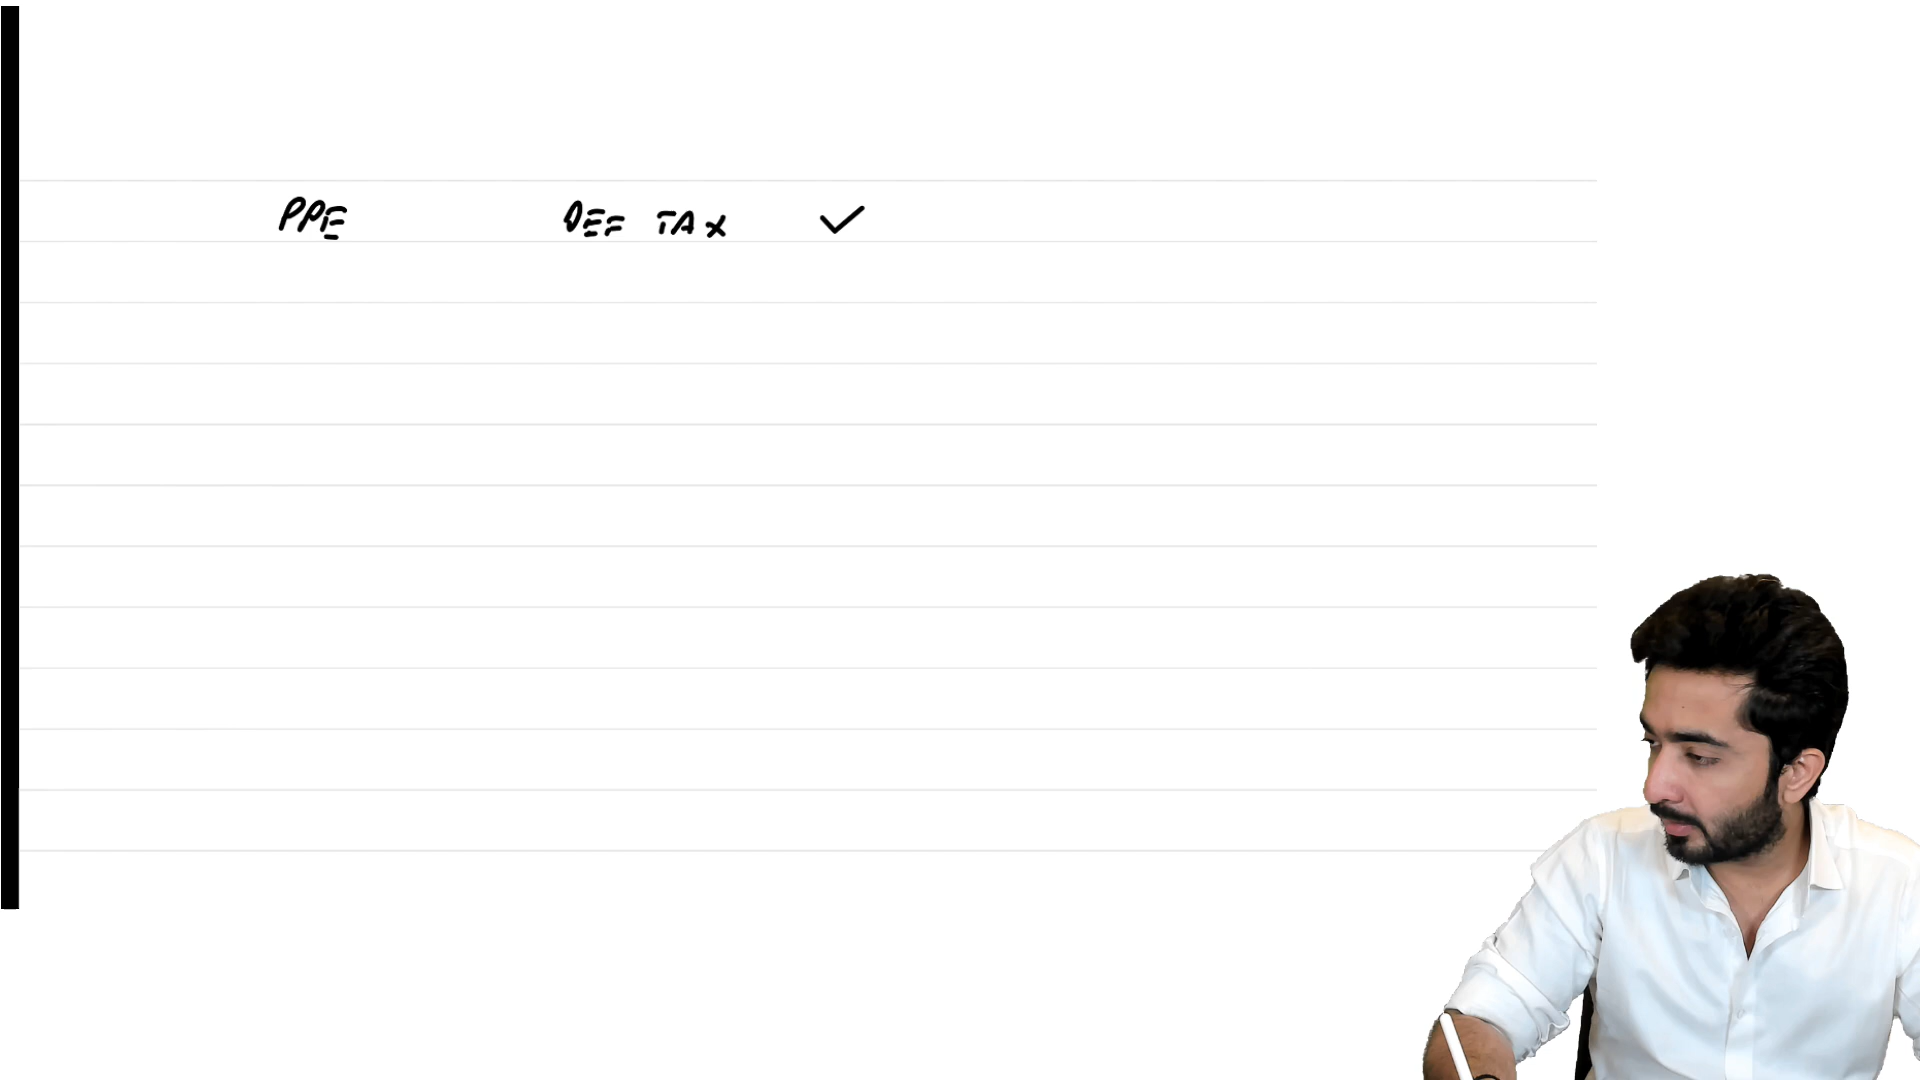 PPE DEF TAX ✓